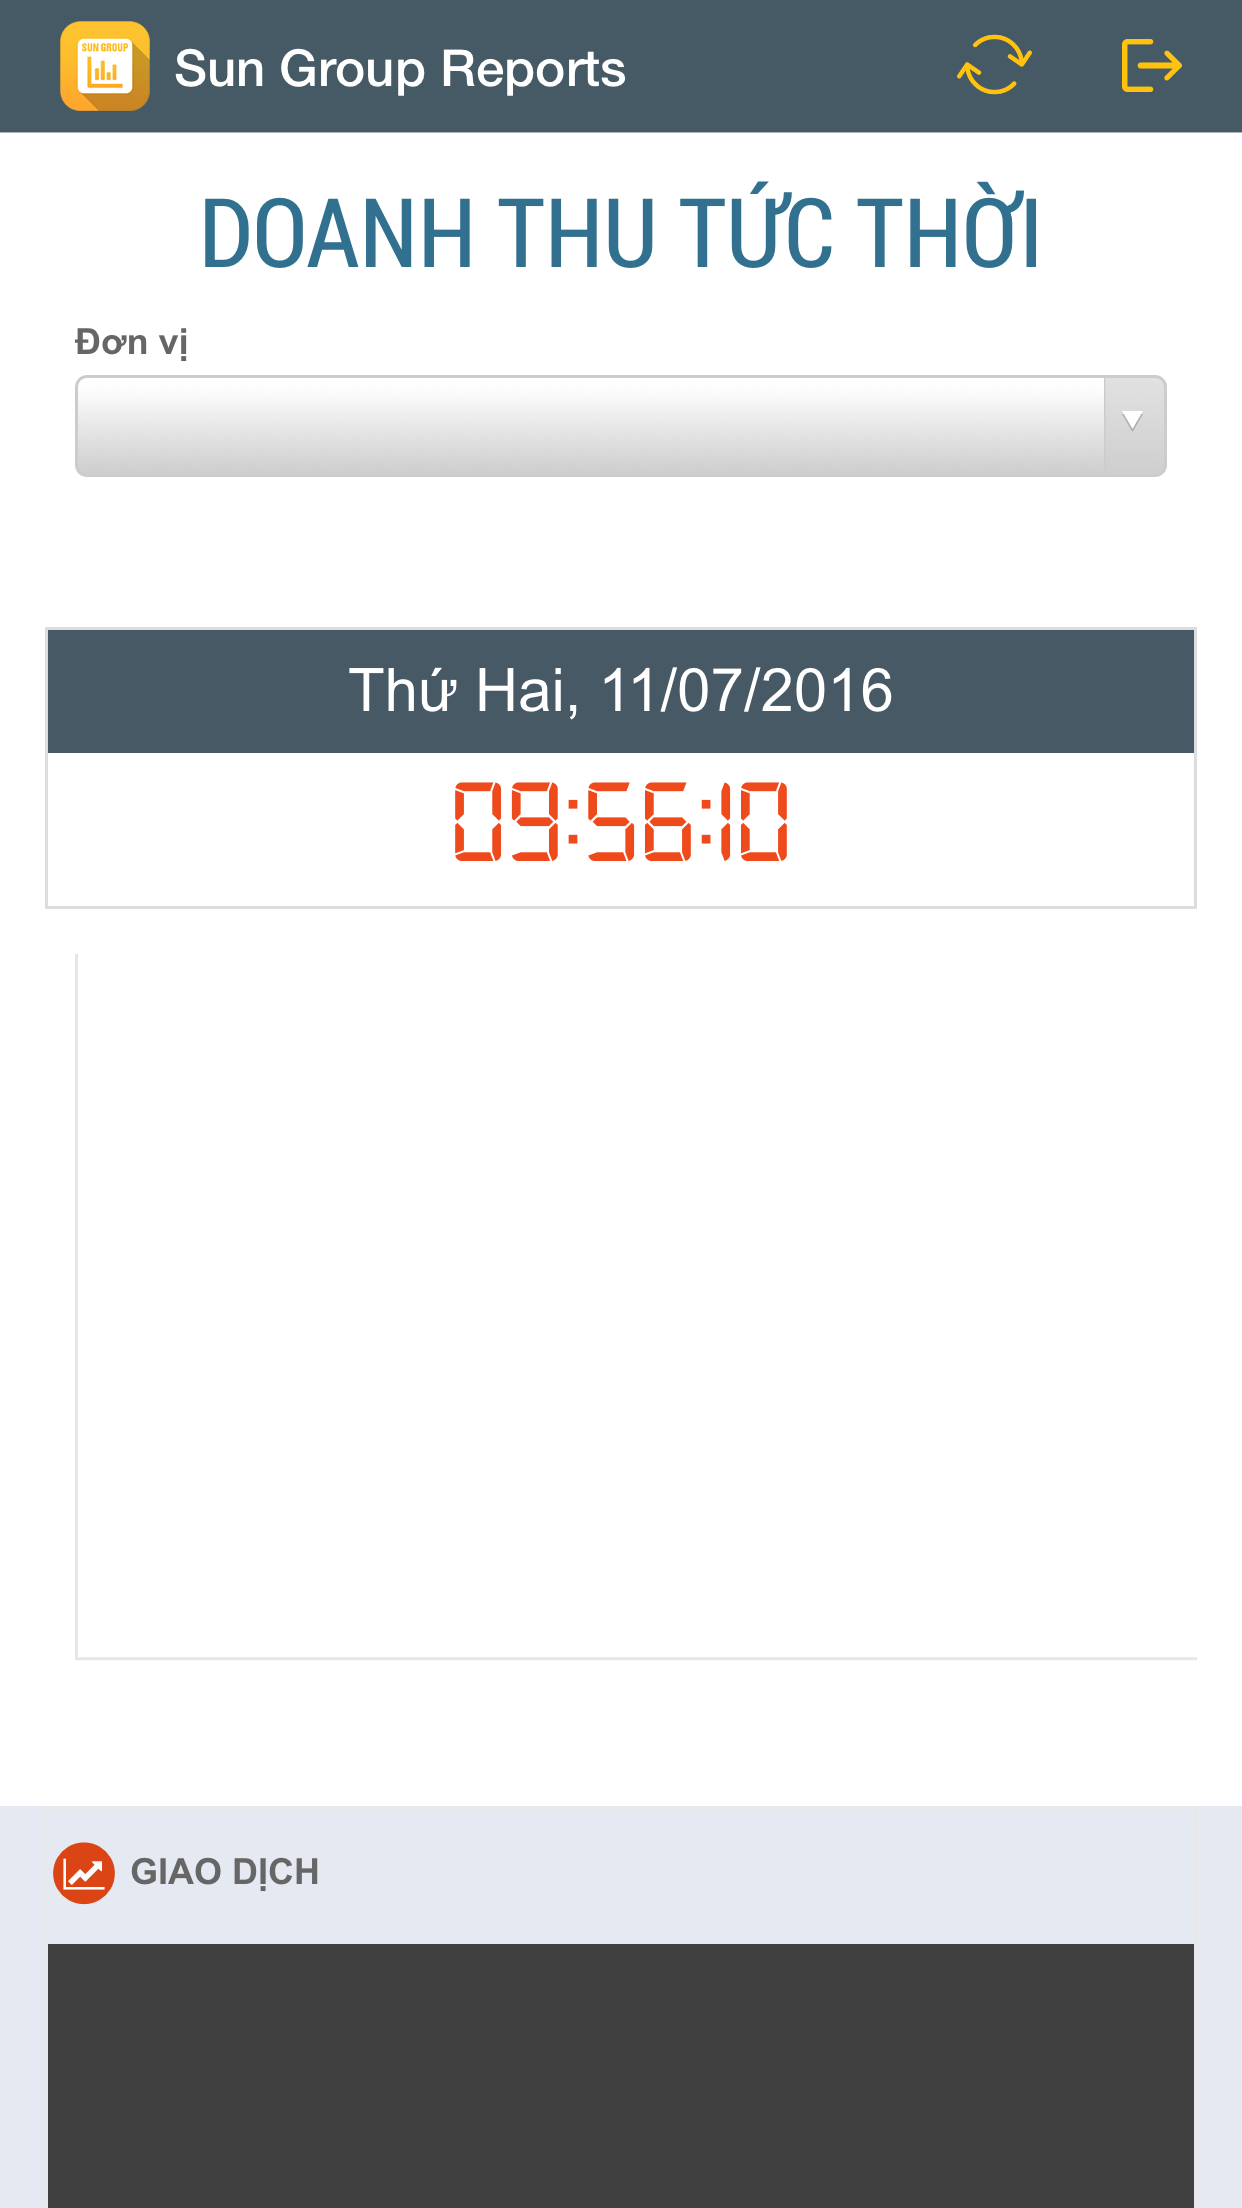 SUN GROUP
Sun Group Reports
DOANH THU TỨC THỜI
Đơn vị
Thứ Hai, 11/07/2016
09:56:10
GIAO DỊCH